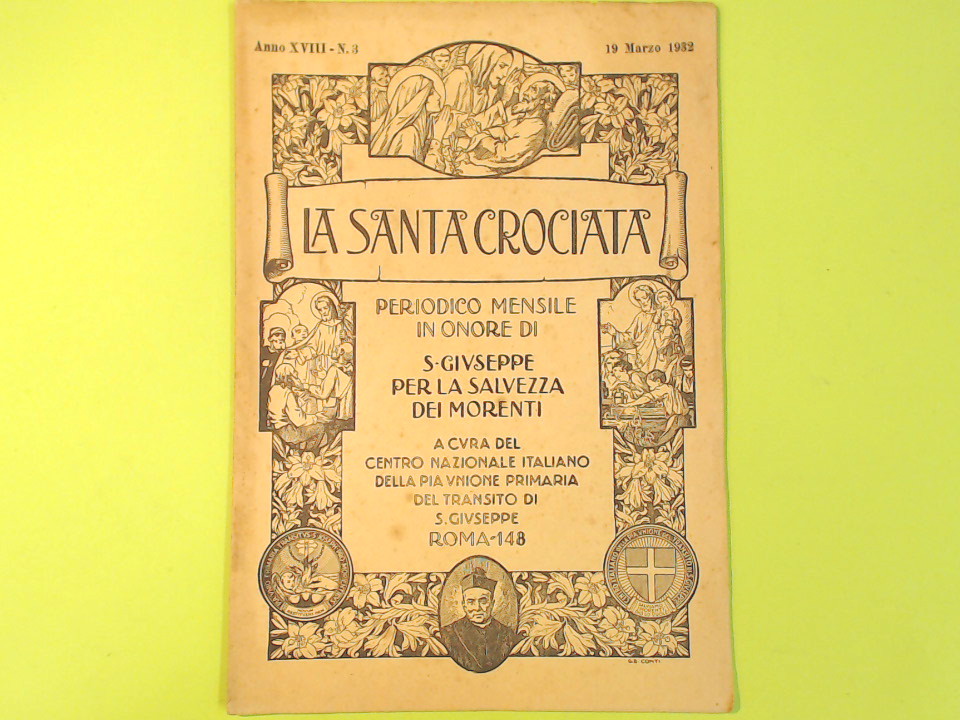 Anno XVIII - N. 3
19 Marzo 1932
LA SANTA CROCIATA
PERIODICO MENSILE
IN ONORE DI
S·GIVSEPPE
PER LA SALVEZZA
DEI MORENTI
A CVRA DEL
CENTRO NAZIONALE ITALIANO
DELLA PIA VNIONE PRIMARIA
DEL TRANSITO DI
S. GIVSEPPE
ROMA-148
G.B. CONTI